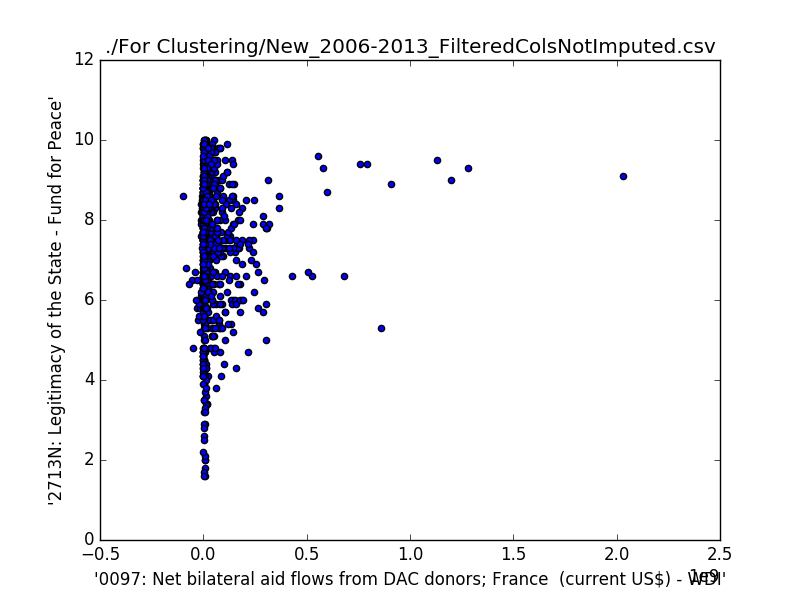 ./For Clustering/New_2006-2013_FilteredColsNotImputed.csv
12
10
8
6
4
2
0
'2713N: Legitimacy of the State - Fund for Peace'
−0.5 0.0 0.5 1.0 1.5 2.0 2.5
1e9
'0097: Net bilateral aid flows from DAC donors; France  (current US$) - WDI'